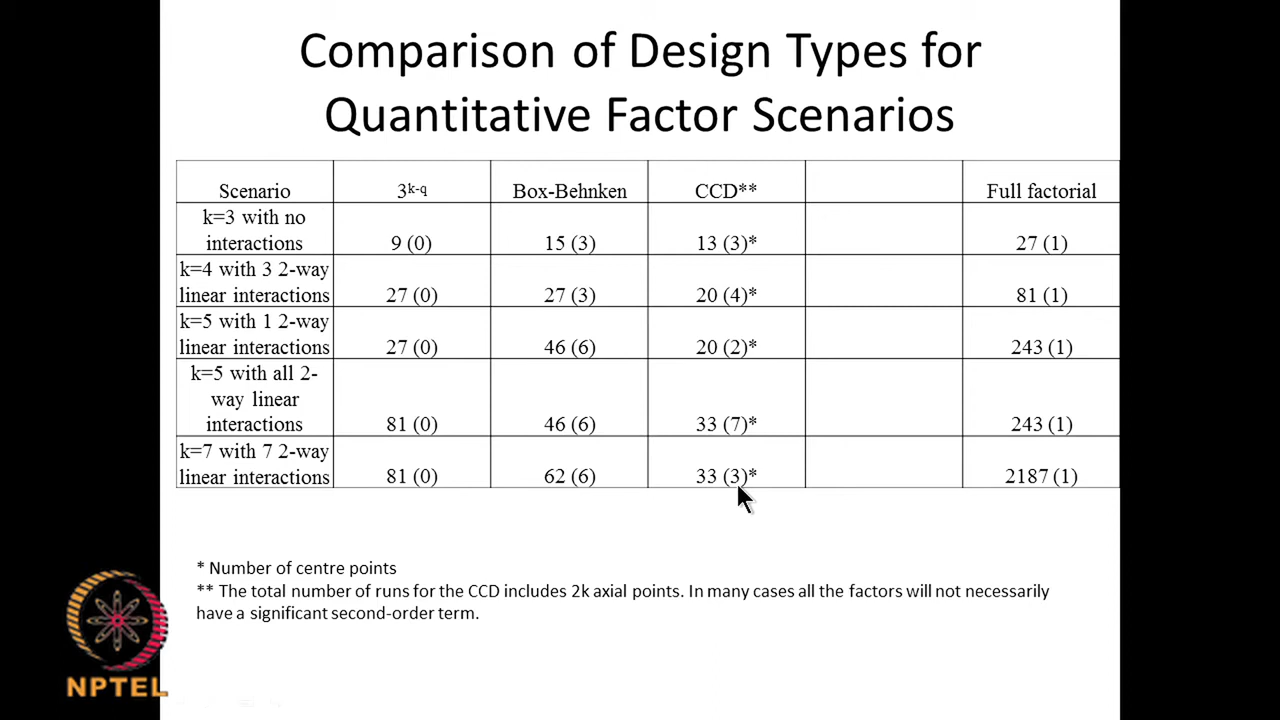 Comparison of Design Types for
Quantitative Factor Scenarios
Scenario 3k-q Box-Behnken CCD** Full factorial
k=3 with no
interactions 9 (0) 15 (3) 13 (3)* 27 (1)
k=4 with 3 2-way
linear interactions 27 (0) 27 (3) 20 (4)* 81 (1)
k=5 with 1 2-way
linear interactions 27 (0) 46 (6) 20 (2)* 243 (1)
k=5 with all 2-
way linear
interactions 81 (0) 46 (6) 33 (7)* 243 (1)
k=7 with 7 2-way
linear interactions 81 (0) 62 (6) 33 (3)* 2187 (1)
* Number of centre points
** The total number of runs for the CCD includes 2k axial points. In many cases all the factors will not necessarily
have a significant second-order term.
NPTEL